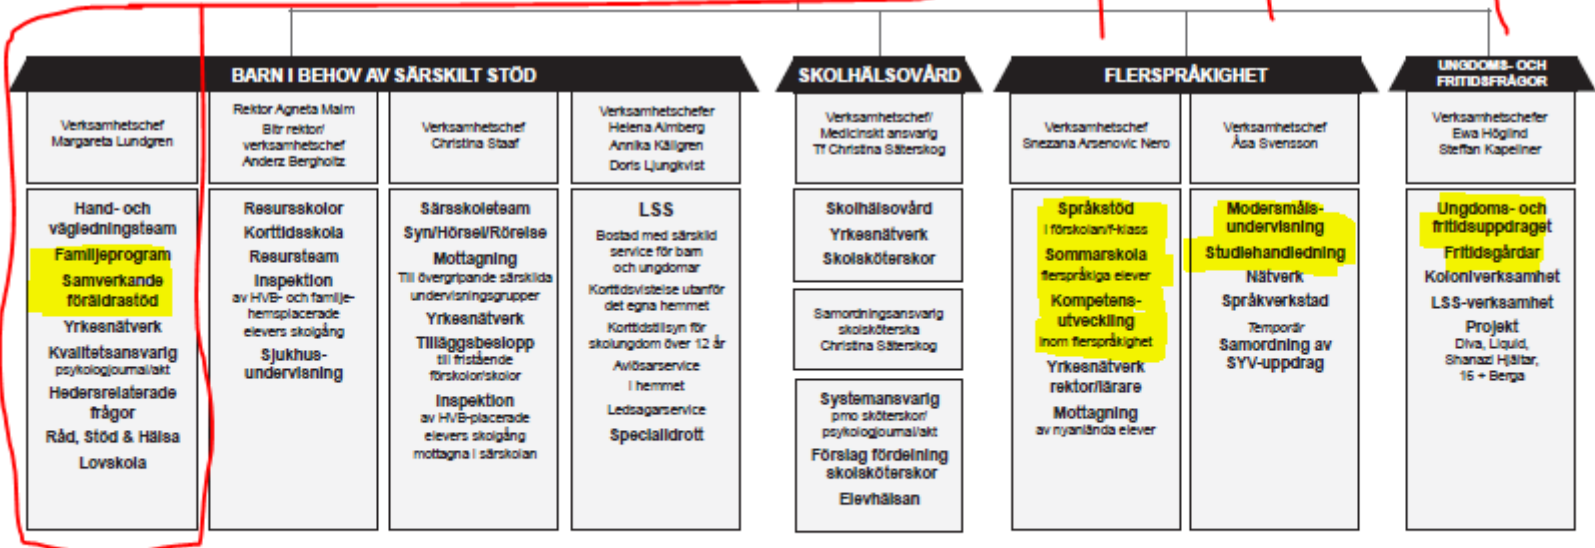 BARN I BEHOV AV SÄRSKILT STÖD
Verksamhetschef
Margareta Lundgren
Hand- och
vägledningsteam
Familjeprogram
Samverkande
föräldrastöd
Yrkesnätverk
Kvalitetsansvarig
psykologjournal/akt
Hedersrelaterade
frågor
Råd, Stöd & Hälsa
Lovskola
Rektor Agneta Malm
Bitr rektor/
verksamhetschef
Anderz Bergholtz
Resursskolor
Korttidsskola
Resursteam
Inspektion
av HVB- och familje-
hemsplacerade
elevers skolgång
Sjukhus-
undervisning
Verksamhetschef
Christina Staaf
Särskoleteam
Syn/Hörsel/Rörelse
Mottagning
Till övergripande särskilda
undervisningsgrupper
Yrkesnätverk
Tilläggsbeslopp
till fristående
förskolor/skolor
Inspektion
av HVB-placerade
elevers skolgång
mottagna i särskolan
Verksamhetschefer
Helena Almberg
Annika Källgren
Doris Ljungkvist
LSS
Bostad med särskild
service för barn
och ungdomar
Korttidsvistelse utanför
det egna hemmet
Korttidstillsyn för
skolungdom över 12 år
Avlösarservice
i hemmet
Ledsagarservice
Specialidrott
SKOLHÄLSOVÅRD
Verksamhetschef/
Medicinskt ansvarig
Tf Christina Säterskog
Skolhälsovård
Yrkesnätverk
Skolsköterskor
Samordningsansvarig
skolsköterska
Christina Säterskog
Systemansvarig
pmo sköterskor/
psykologjournal/akt
Förslag fördelning
skolsköterskor
Elevhälsan
FLERSPRÅKIGHET
Verksamhetschef
Snezana Arsenovic Nero
Språkstöd
i förskolan/f-klass
Sommarskola
flerspråkiga elever
Kompetens-
utveckling
inom flerspråkighet
Yrkesnätverk
rektor/lärare
Mottagning
av nyanlända elever
Verksamhetschef
Åsa Svensson
Modersmåls-
undervisning
Studiehandledning
Nätverk
Språkverkstad
Temporär
Samordning av
SYV-uppdrag
UNGDOMS- OCH
FRITIDSFRÅGOR
Verksamhetschefer
Ewa Höglind
Steffan Kapellner
Ungdoms- och
fritidsuppdraget
Fritidsgårdar
Koloniverksamhet
LSS-verksamhet
Projekt
Diva, Liquid,
Shanazi Hjältar,
16 + Berga